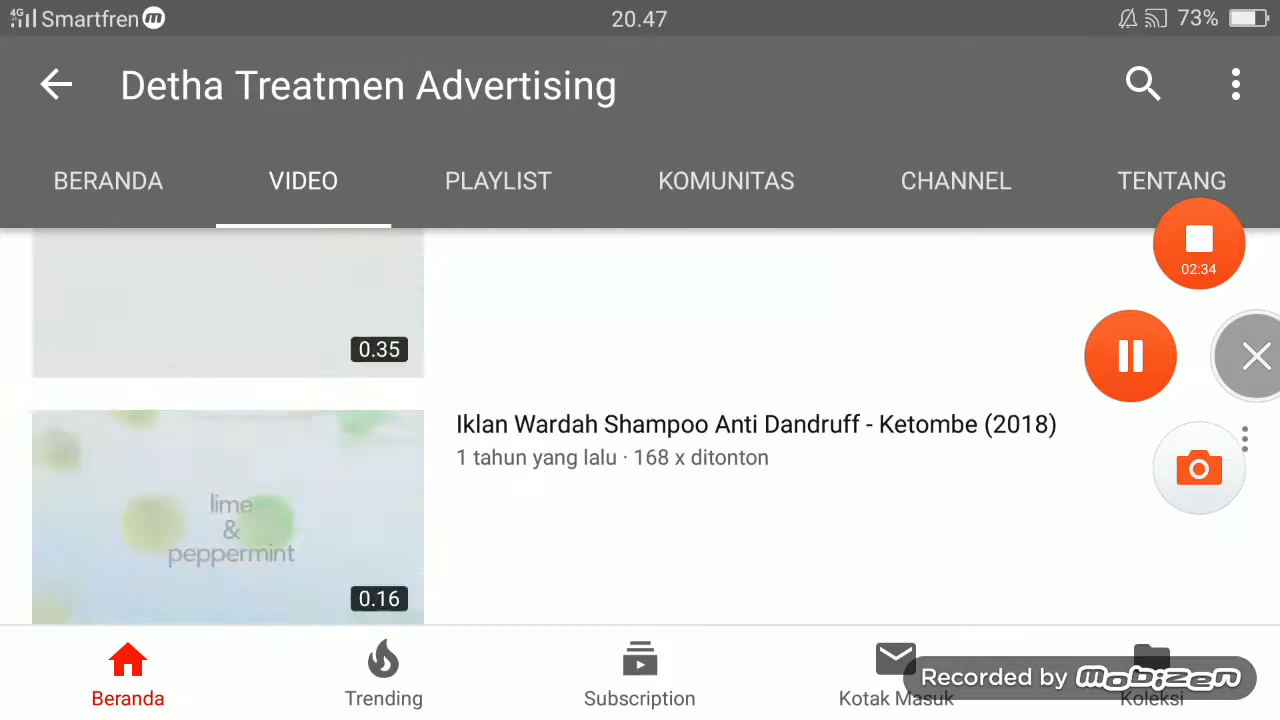 4G Smartfren m 20.47 73%
Detha Treatmen Advertising
BERANDA VIDEO PLAYLIST KOMUNITAS CHANNEL TENTANG
02:34
0.35
Iklan Wardah Shampoo Anti Dandruff - Ketombe (2018)
1 tahun yang lalu · 168 x ditonton
lime
&
peppermint
0.16
Beranda Trending Subscription Kotak Masuk Koleksi
Recorded by mobizen